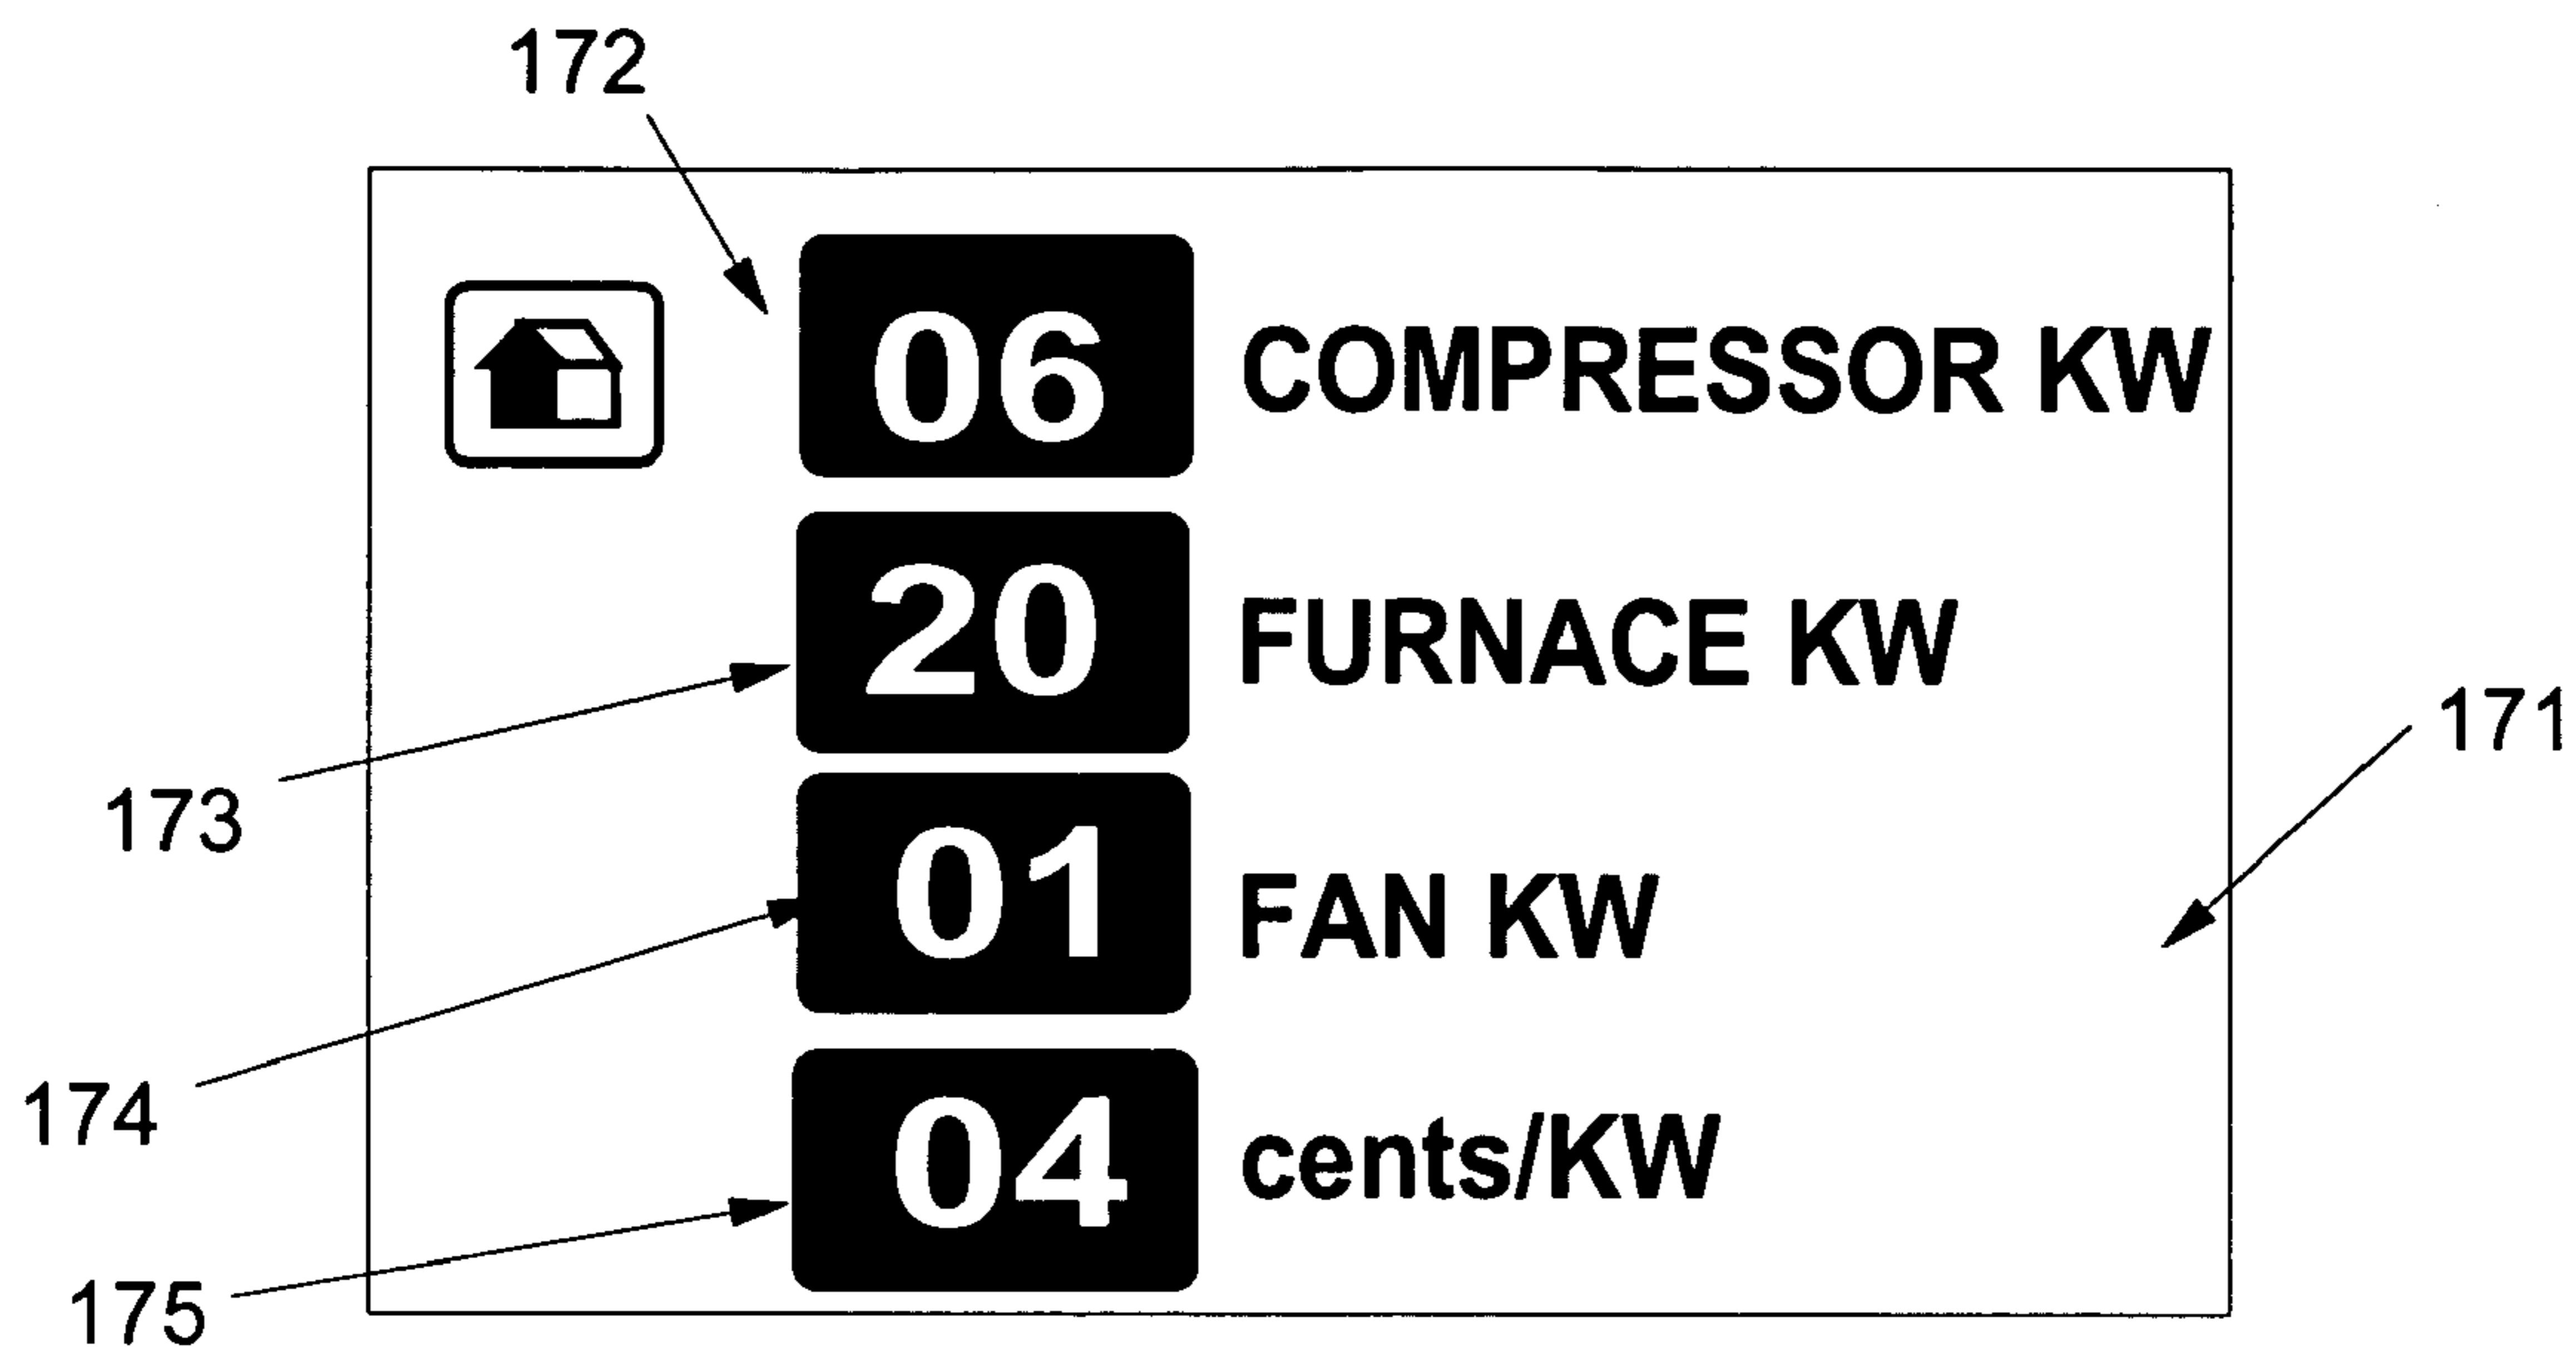 172
06 COMPRESSOR KW
20 FURNACE KW
171
173
01 FAN KW
174
04 cents/KW
175